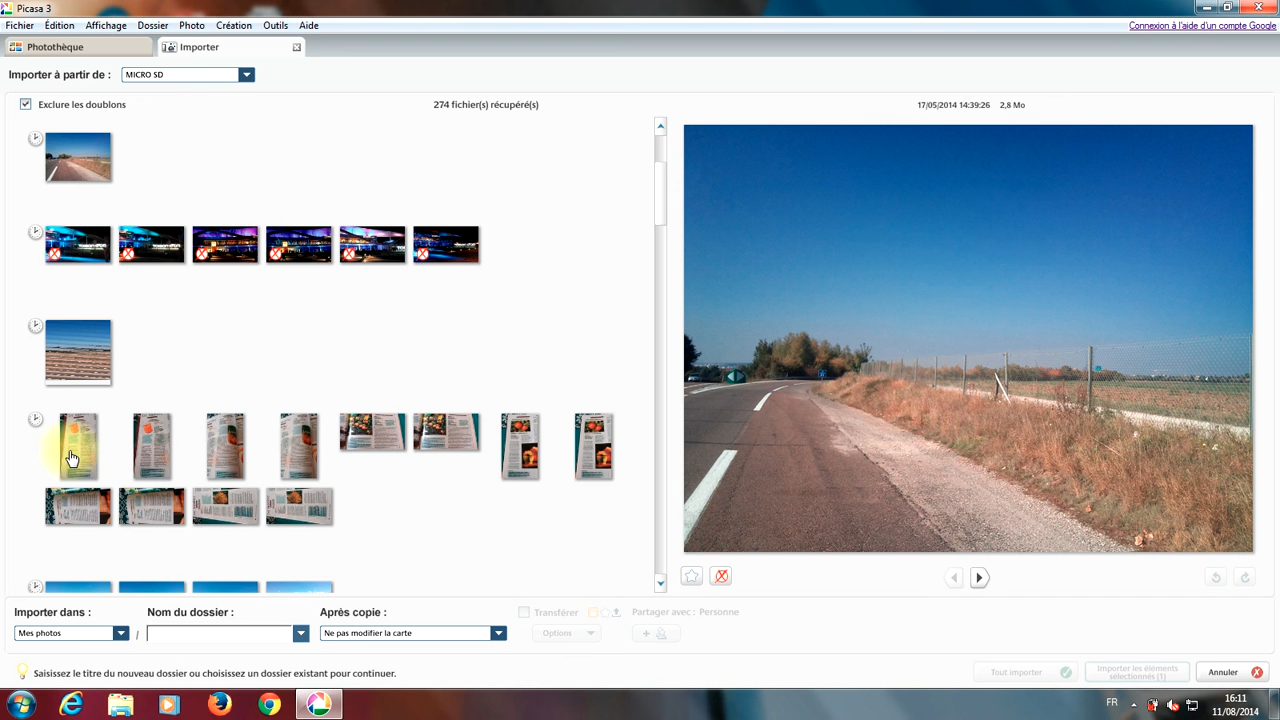 Picasa 3
Fichier Édition Affichage Dossier Photo Création Outils Aide
Connexion à l'aide d'un compte Google
Photothèque
Importer
Importer à partir de :
MICRO SD
Exclure les doublons
274 fichier(s) récupéré(s)
17/05/2014 14:39:26 2,8 Mo
Importer dans :
Nom du dossier :
Après copie :
Transférer
Partager avec : Personne
Mes photos
/
Ne pas modifier la carte
Options
Saisissez le titre du nouveau dossier ou choisissez un dossier existant pour continuer.
Tout importer
Importer les éléments
sélectionnés (1)
Annuler
FR
16:11
11/08/2014